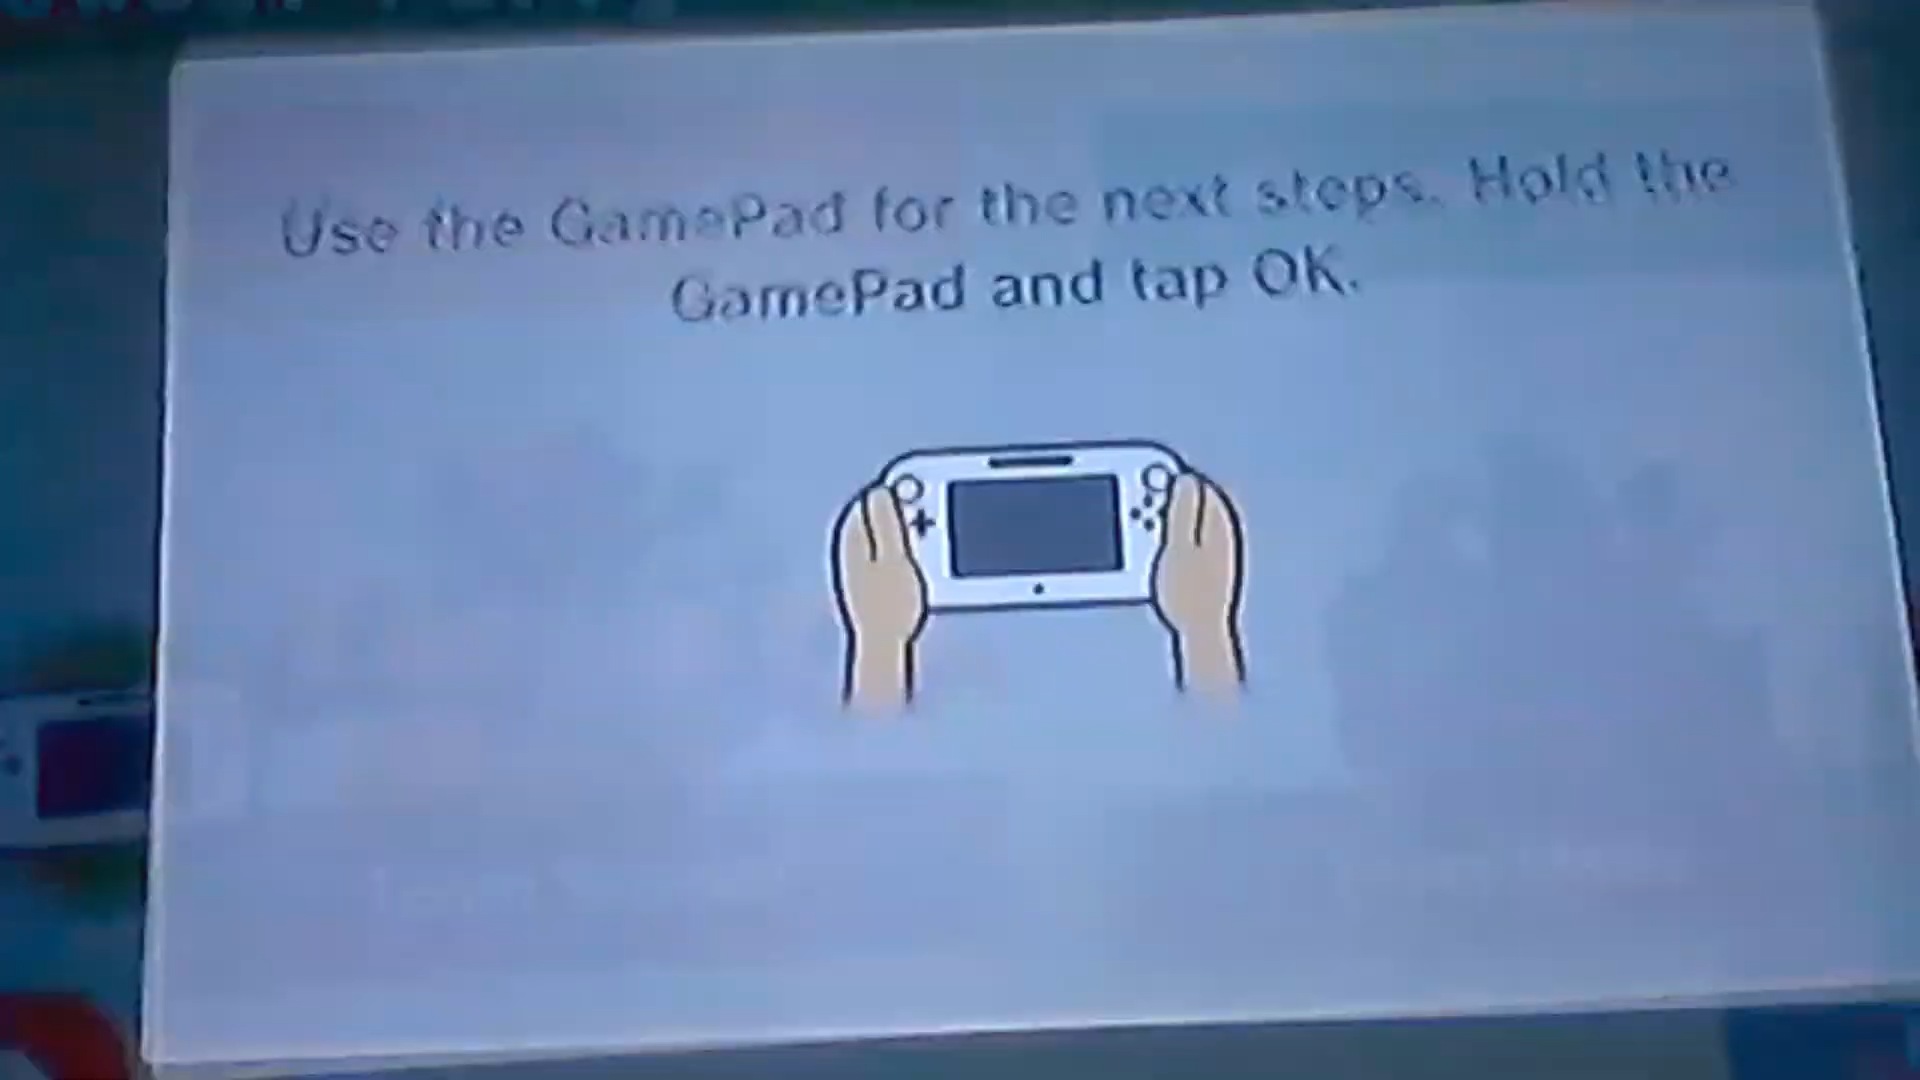 Use the GamePad for the next steps. Hold the
GamePad and tap OK.